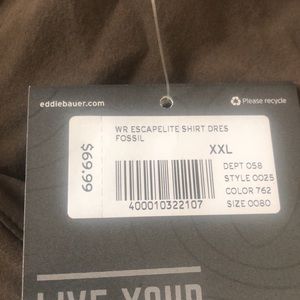 eddiebauer.com
Please recycle
WR ESCAPELITE SHIRT DRES
FOSSIL
XXL
$69.99
DEPT 058
STYLE 0025
COLOR 762
SIZE 0080
400010322107
LIVE YOUR